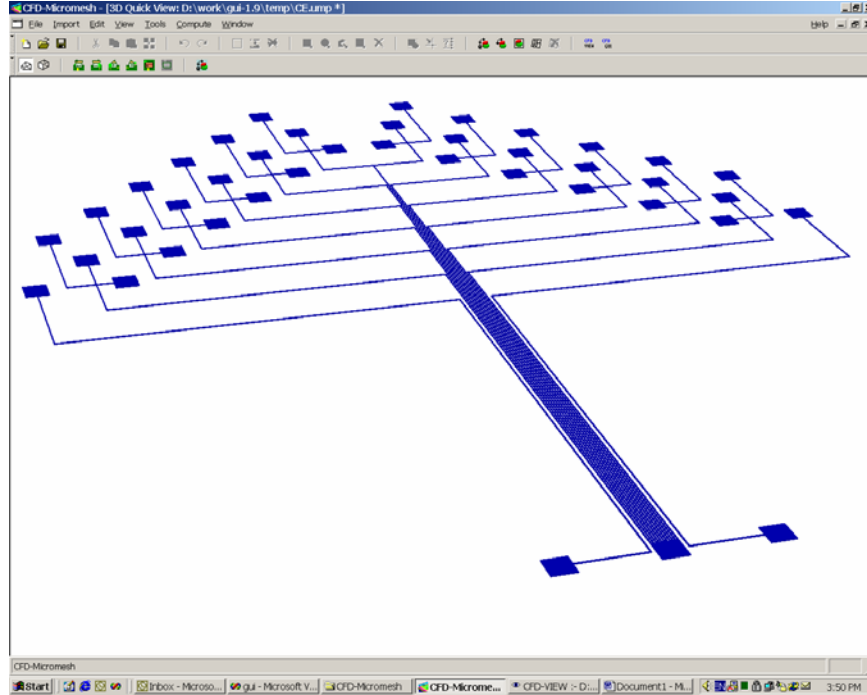 CFD-Micromesh - [3D Quick View: D:\work\gui-1.9\temp\CE.ump *]
File Import Edit View Tools Compute Window Help
CFD-Micromesh
Start Inbox - Microso... gui - Microsoft V... CFD-Micromesh CFD-Microme... CFD-VIEW :- D:... Document1 - Mi... 3:50 PM